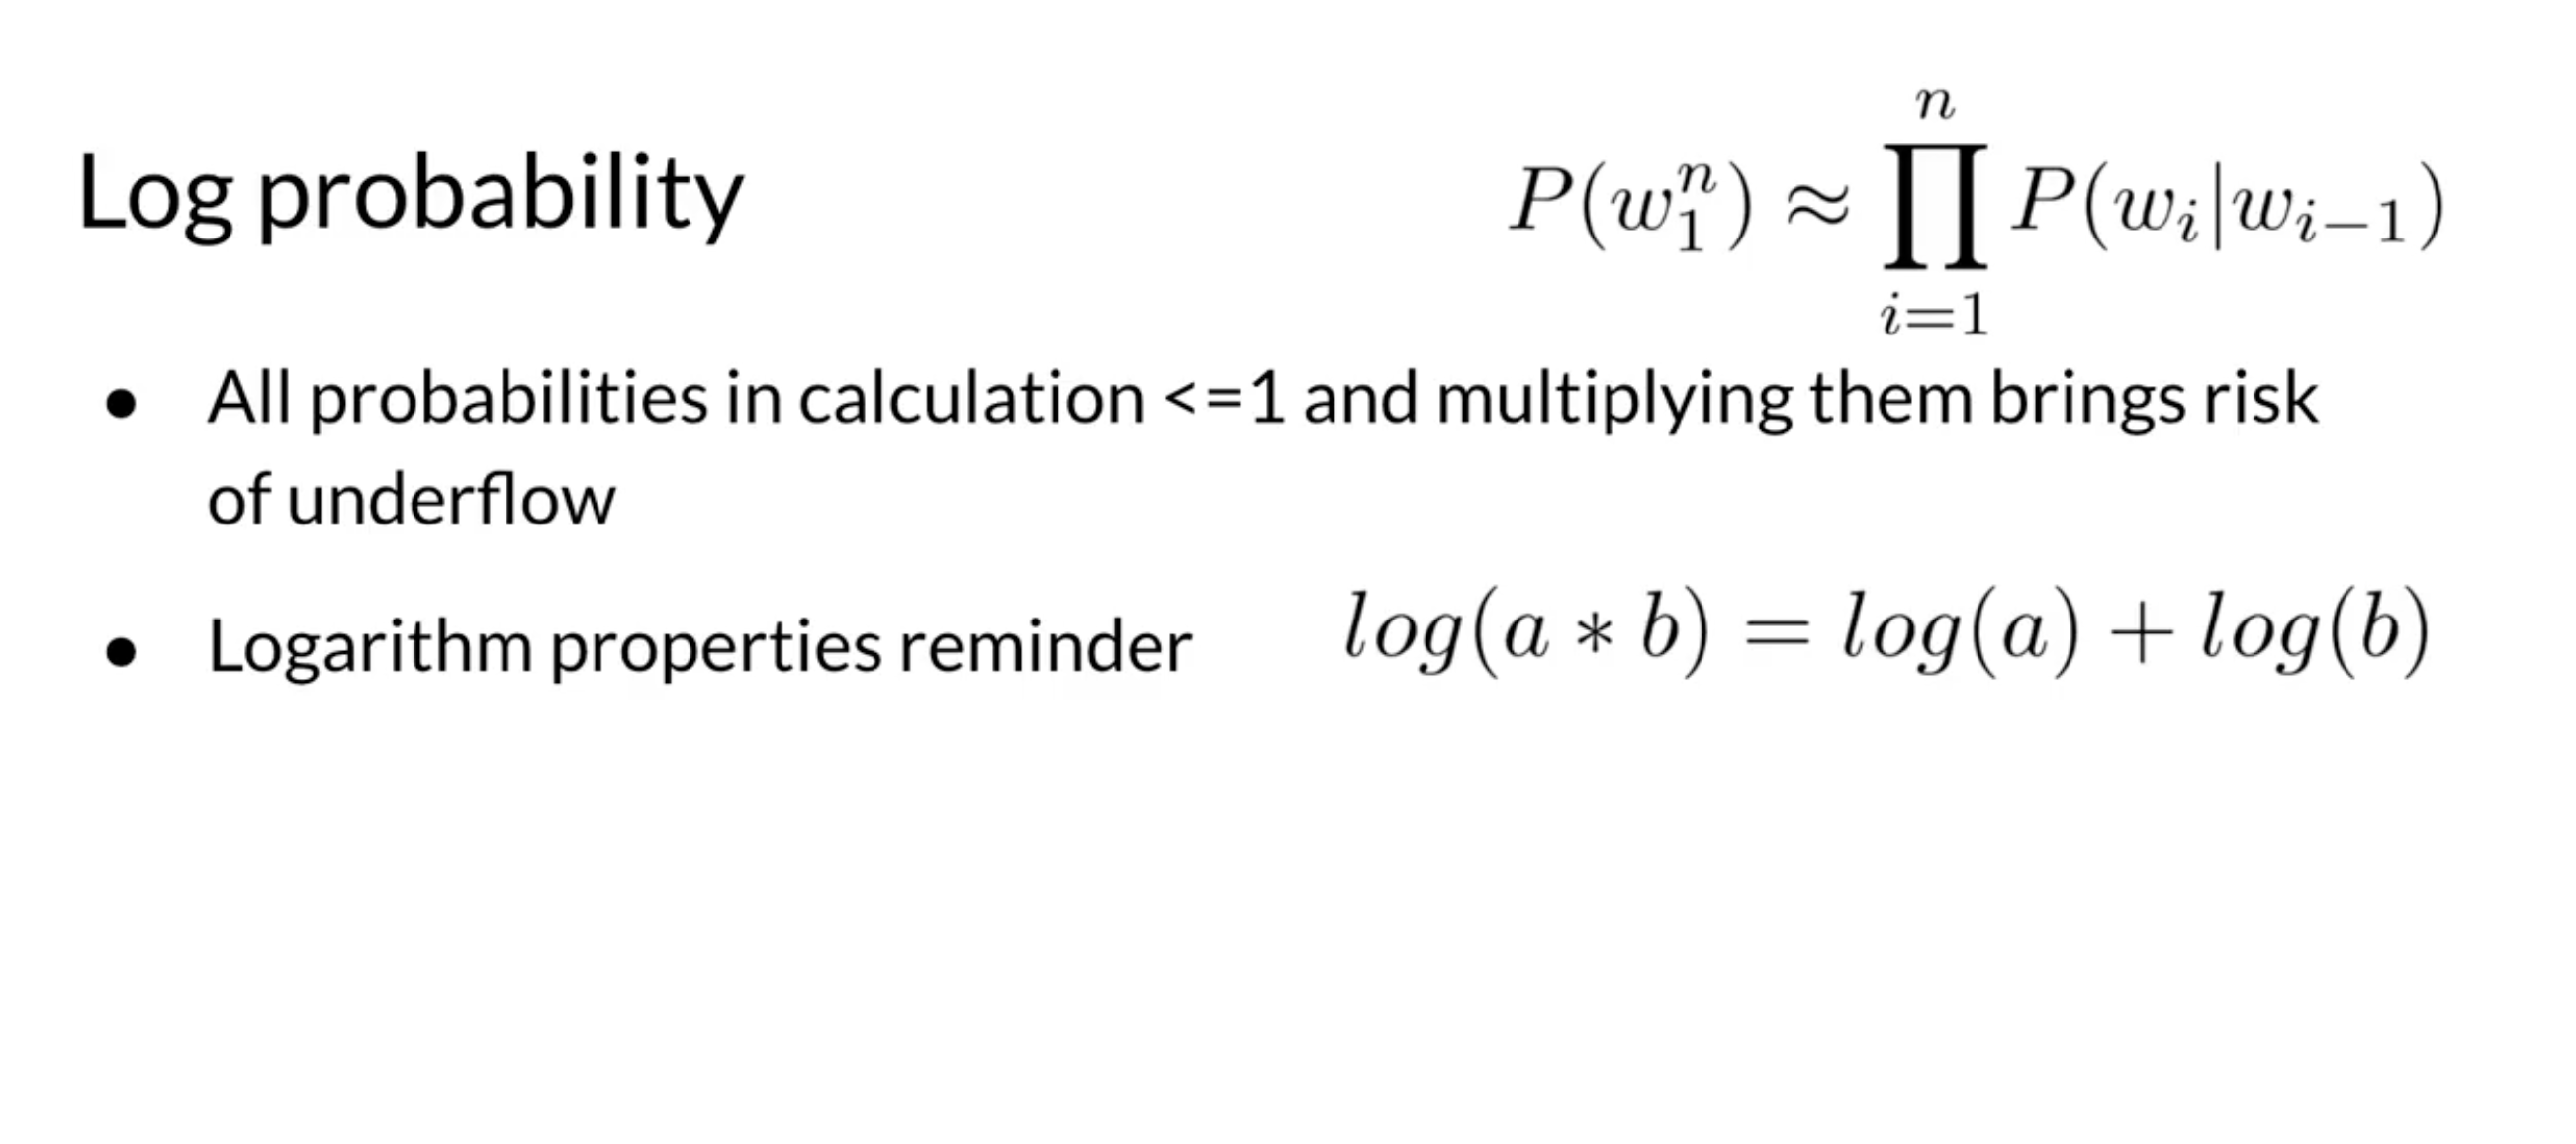 Log probability
P(w_1^n) ≈ ∏_{i=1}^{n} P(w_i|w_{i−1})
● All probabilities in calculation <=1 and multiplying them brings risk
of underflow
● Logarithm properties reminder log(a * b) = log(a) + log(b)